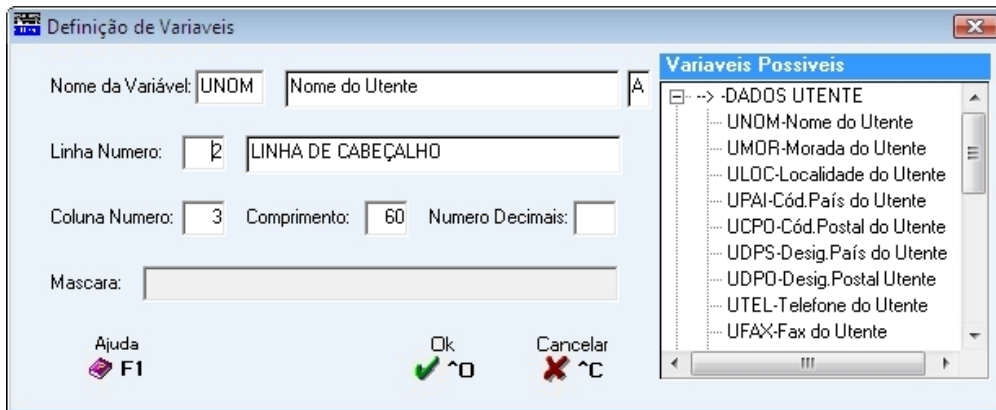 Definição de Variaveis
Nome da Variável: UNOM Nome do Utente A
Linha Numero: 2 LINHA DE CABEÇALHO
Coluna Numero: 3 Comprimento: 60 Numero Decimais:
Mascara:
Ajuda
F1
Ok
^O
Cancelar
^C
Variaveis Possiveis
--> -DADOS UTENTE
UNOM-Nome do Utente
UMOR-Morada do Utente
ULOC-Localidade do Utente
UPAI-Cód.País do Utente
UCPO-Cód.Postal do Utente
UDPS-Desig.País do Utente
UDPO-Desig.Postal Utente
UTEL-Telefone do Utente
UFAX-Fax do Utente